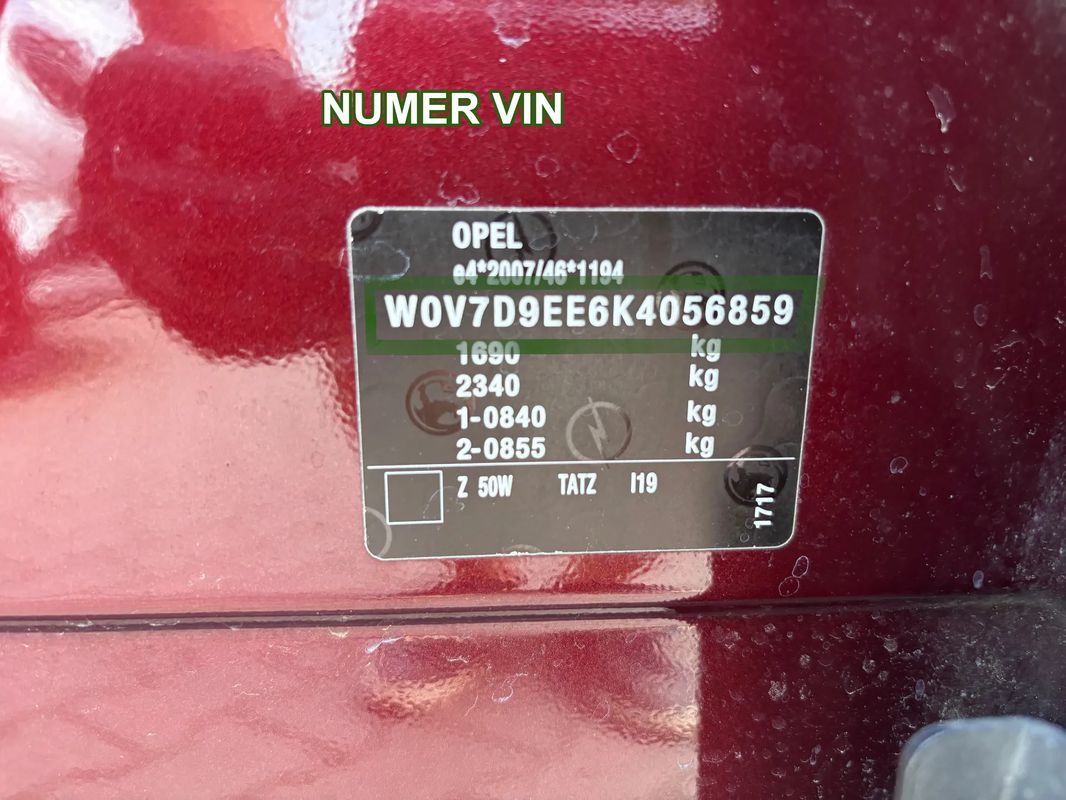 NUMER VIN
OPEL
e4*2007/46*1194
W0V7D9EE6K4056859
1690 kg
2340 kg
1-0840 kg
2-0855 kg
Z 50W TATZ I19
1717